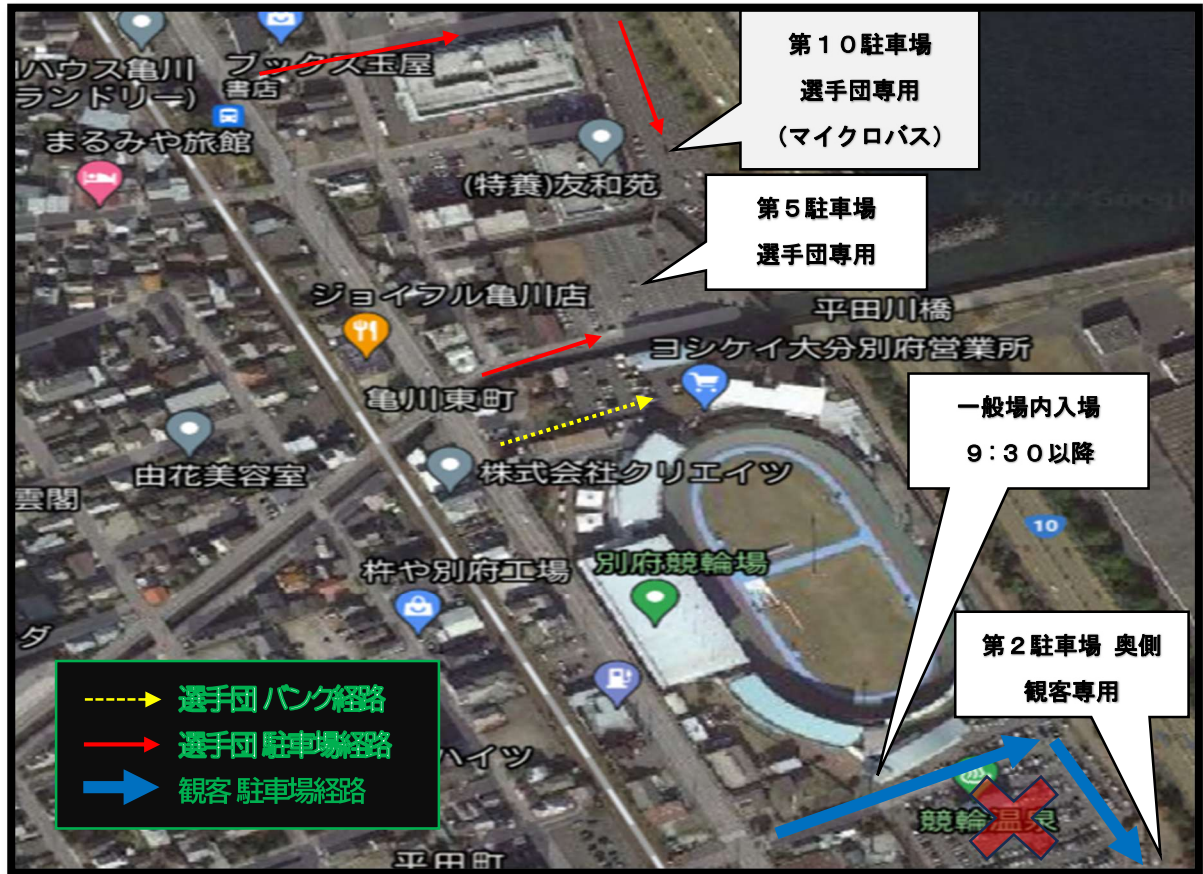 ハウス亀川
ランドリー)
ブックス玉屋
書店
まるみや旅館
(特養)友和苑
第10駐車場
選手団専用
(マイクロバス)
第5駐車場
選手団専用
ジョイフル亀川店
平田川橋
ヨシケイ大分別府営業所
亀川東町
由花美容室
株式会社クリエイツ
雲閣
一般場内入場
9:30以降
10
杵や別府工場
別府競輪場
ダ
第2駐車場 奥側
観客専用
選手団 バンク経路
選手団 駐車場経路
観客 駐車場経路
ハイツ
競輪温泉
平田町